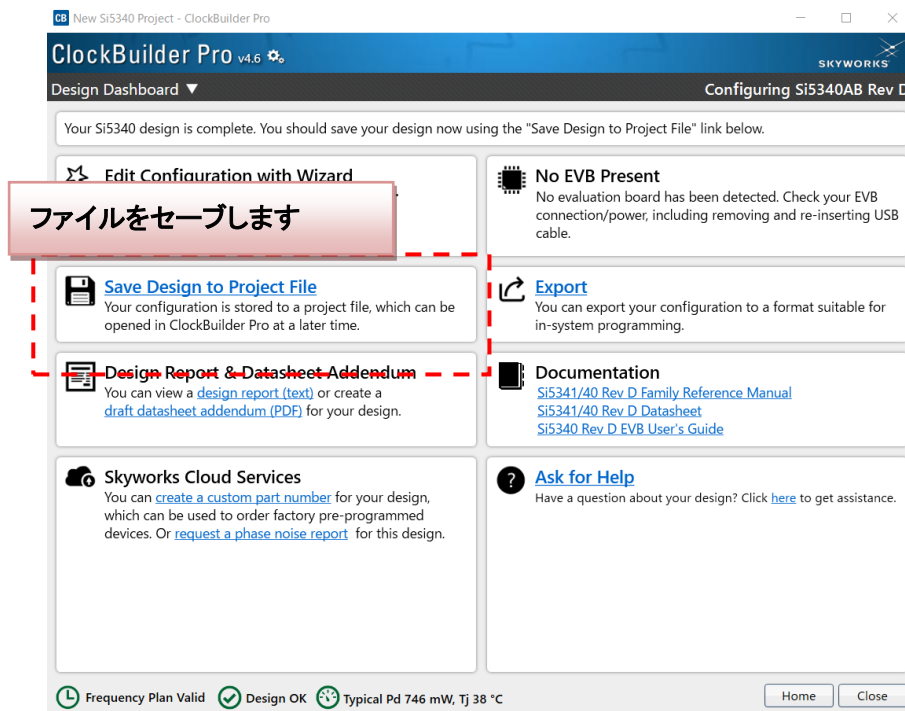 CB New Si5340 Project - ClockBuilder Pro
ClockBuilder Pro v4.6
SKYWORKS
Design Dashboard ▼
Configuring Si5340AB Rev D
Your Si5340 design is complete. You should save your design now using the "Save Design to Project File" link below.
Edit Configuration with Wizard
ファイルをセーブします
No EVB Present
No evaluation board has been detected. Check your EVB
connection/power, including removing and re-inserting USB
cable.
Save Design to Project File
Your configuration is stored to a project file, which can be
opened in ClockBuilder Pro at a later time.
Export
You can export your configuration to a format suitable for
in-system programming.
Design Report & Datasheet Addendum
You can view a design report (text) or create a
draft datasheet addendum (PDF) for your design.
Documentation
Si5341/40 Rev D Family Reference Manual
Si5341/40 Rev D Datasheet
Si5340 Rev D EVB User's Guide
Skyworks Cloud Services
You can create a custom part number for your design,
which can be used to order factory pre-programmed
devices. Or request a phase noise report for this design.
? Ask for Help
Have a question about your design? Click here to get assistance.
Frequency Plan Valid
Design OK
Typical Pd 746 mW, Tj 38 °C
Home
Close